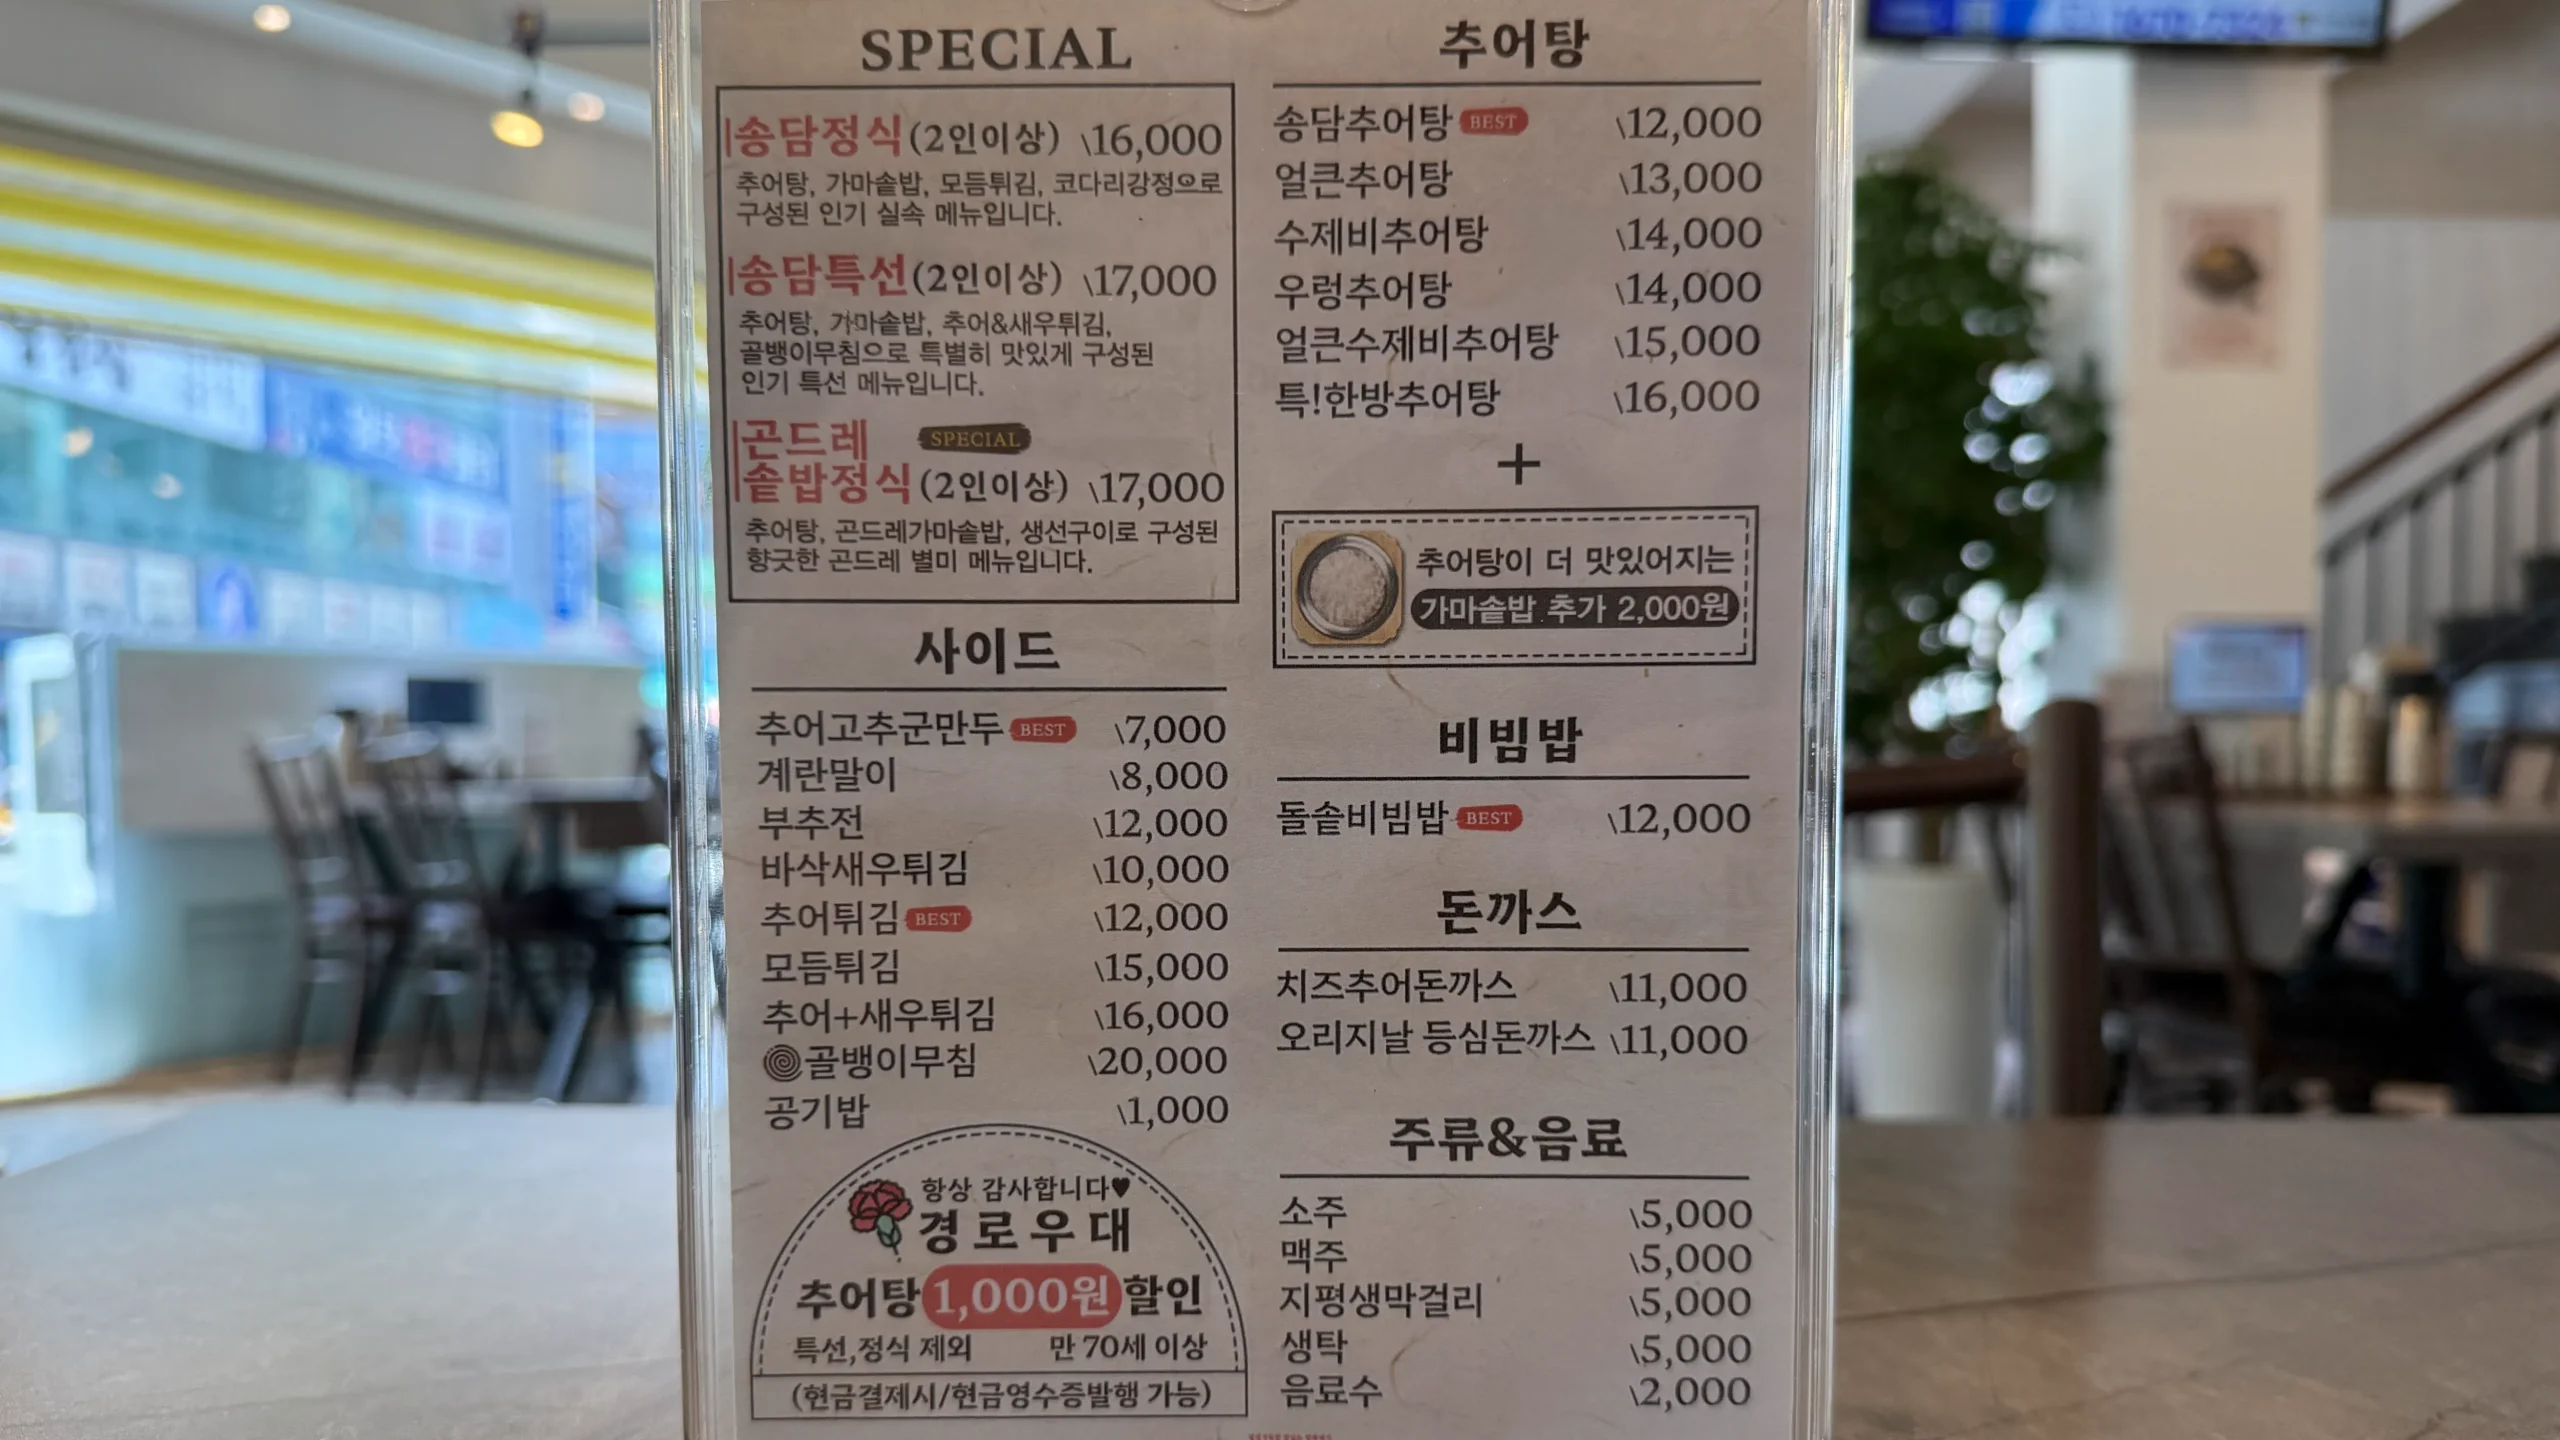 SPECIAL
송담정식(2인이상) \16,000
추어탕, 가마솥밥, 모듬튀김, 코다리강정으로
구성된 인기 실속 메뉴입니다.
송담특선(2인이상) \17,000
추어탕, 가마솥밥, 추어&새우튀김,
골뱅이무침으로 특별히 맛있게 구성된
인기 특선 메뉴입니다.
곤드레 SPECIAL
솥밥정식(2인이상) \17,000
추어탕, 곤드레가마솥밥, 생선구이로 구성된
향긋한 곤드레 별미 메뉴입니다.
사이드
추어고추군만두 BEST \7,000
계란말이 \8,000
부추전 \12,000
바삭새우튀김 \10,000
추어튀김 BEST \12,000
모듬튀김 \15,000
추어+새우튀김 \16,000
골뱅이무침 \20,000
공기밥 \1,000
항상 감사합니다♥
경로우대
추어탕 1,000원 할인
특선,정식 제외 만 70세 이상
(현금결제시/현금영수증발행 가능)
추어탕
송담추어탕 BEST \12,000
얼큰추어탕 \13,000
수제비추어탕 \14,000
우렁추어탕 \14,000
얼큰수제비추어탕 \15,000
특!한방추어탕 \16,000
+
추어탕이 더 맛있어지는
가마솥밥 추가 2,000원
비빔밥
돌솥비빔밥 BEST \12,000
돈까스
치즈추어돈까스 \11,000
오리지날 등심돈까스 \11,000
주류&음료
소주 \5,000
맥주 \5,000
지평생막걸리 \5,000
생탁 \5,000
음료수 \2,000